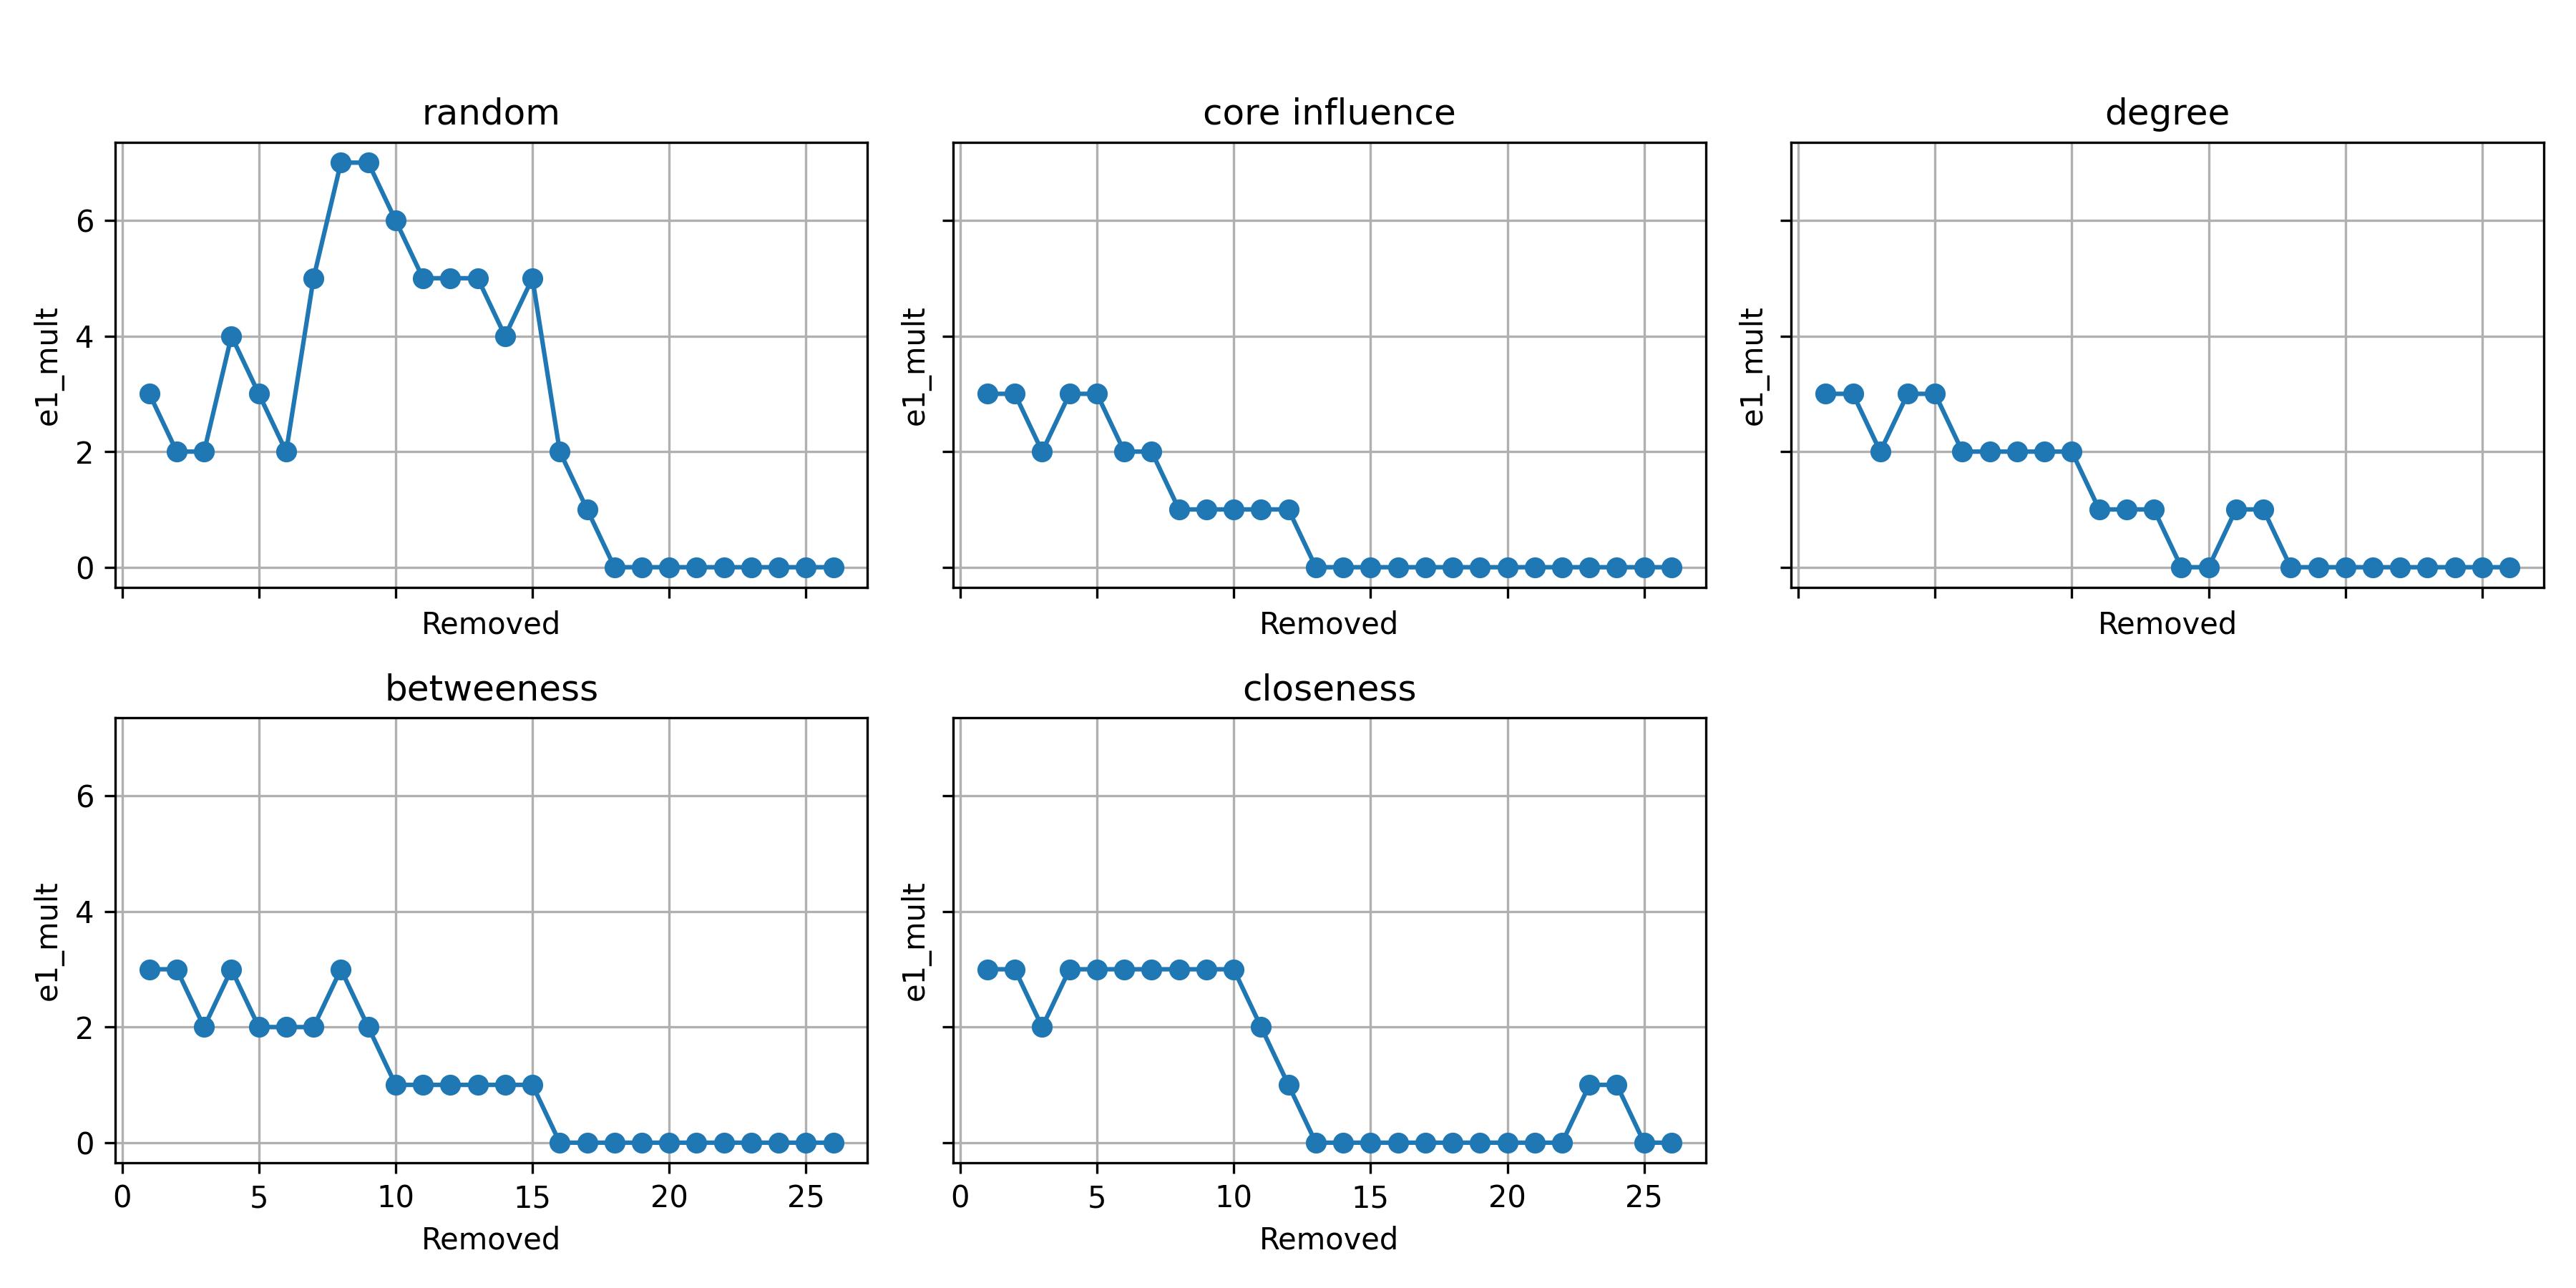 random
6
4
2
0
e1_mult
Removed
core influence
e1_mult
Removed
degree
e1_mult
Removed
betweeness
6
4
2
0
e1_mult
0 5 10 15 20 25
Removed
closeness
e1_mult
0 5 10 15 20 25
Removed